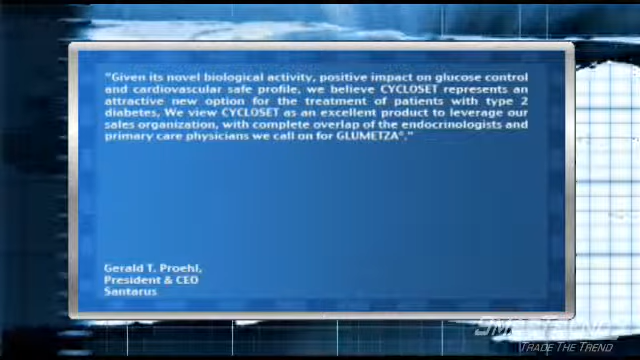 "Given its novel biological activity, positive impact on glucose control
and cardiovascular safe profile, we believe CYCLOSET represents an
attractive new option for the treatment of patients with type 2
diabetes. We view CYCLOSET as an excellent product to leverage our
sales organization, with complete overlap of the endocrinologists and
primary care physicians we call on for GLUMETZA®."
Gerald T. Proehl,
President & CEO
Santarus
TRADE THE TREND